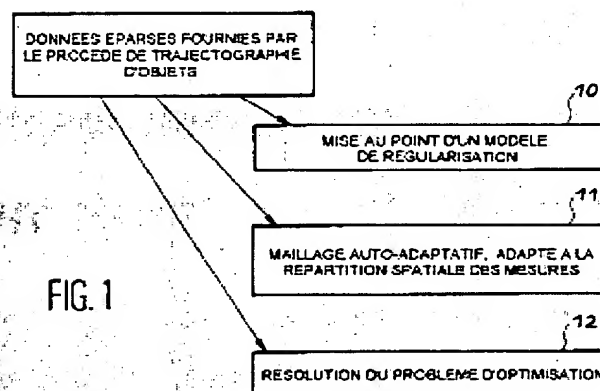 DONNEES EPARSES FOURNIES PAR
LE PROCEDE DE TRAJECTOGRAPHIE
D'OBJETS
10
MISE AU POINT D'UN MODELE
DE REGULARISATION
11
MAILLAGE AUTO-ADAPTATIF, ADAPTE A LA
REPARTITION SPATIALE DES MESURES
FIG. 1
12
RESOLUTION DU PROBLEME D'OPTIMISATION